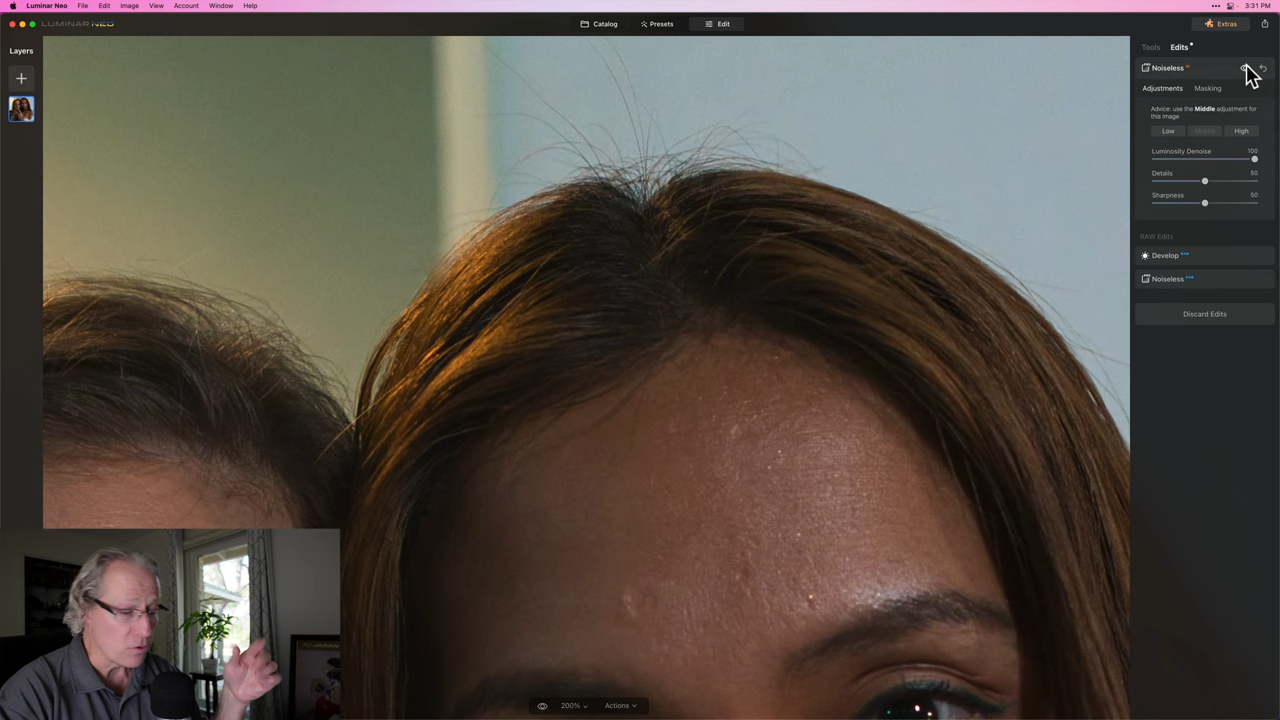 Luminar Neo File Edit Image View Account Window Help
3:31 PM
LUMINAR NEO
Catalog
Presets
Edit
Extras
Layers
Tools
Edits
Noiseless
Adjustments
Masking
Advice: use the Middle adjustment for
this image
Low
Middle
High
Luminosity Denoise 100
Details 50
Sharpness 50
RAW Edits
Develop
Noiseless
Discard Edits
200%
Actions